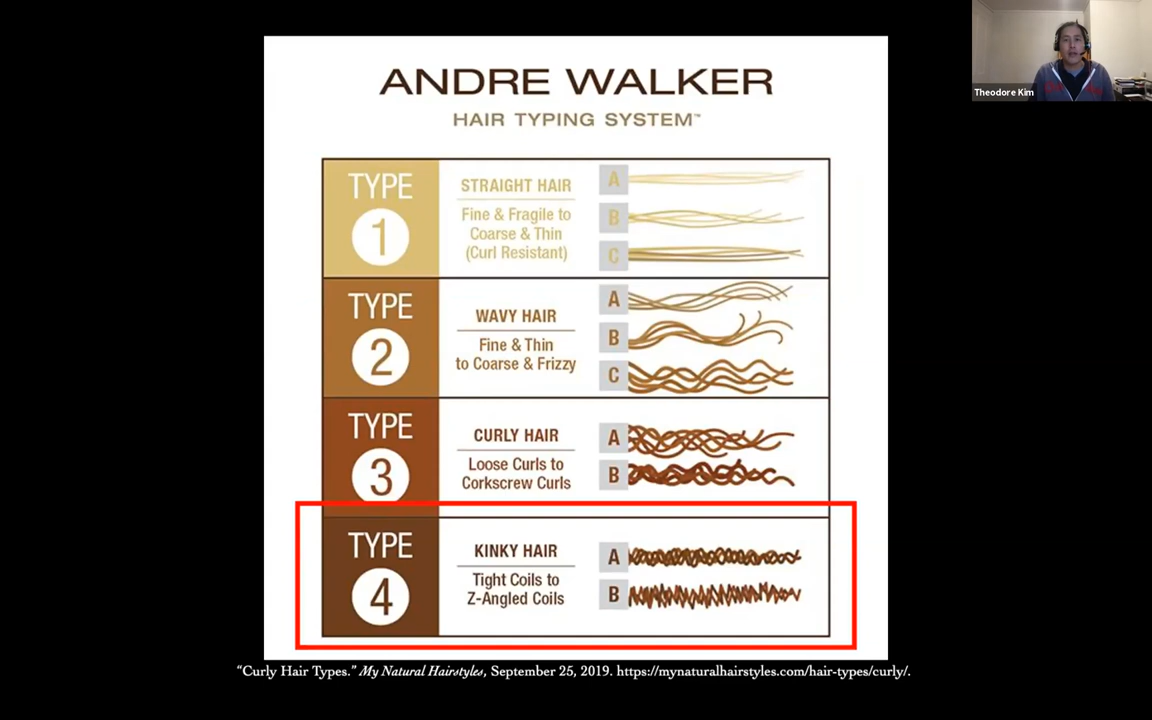 ANDRE WALKER
HAIR TYPING SYSTEM™
TYPE
1
STRAIGHT HAIR
Fine & Fragile to
Coarse & Thin
(Curl Resistant)
A
B
C
TYPE
2
WAVY HAIR
Fine & Thin
to Coarse & Frizzy
A
B
C
TYPE
3
CURLY HAIR
Loose Curls to
Corkscrew Curls
A
B
TYPE
4
KINKY HAIR
Tight Coils to
Z-Angled Coils
A
B
“Curly Hair Types.” My Natural Hairstyles, September 25, 2019. https://mynaturalhairstyles.com/hair-types/curly/.
Theodore Kim